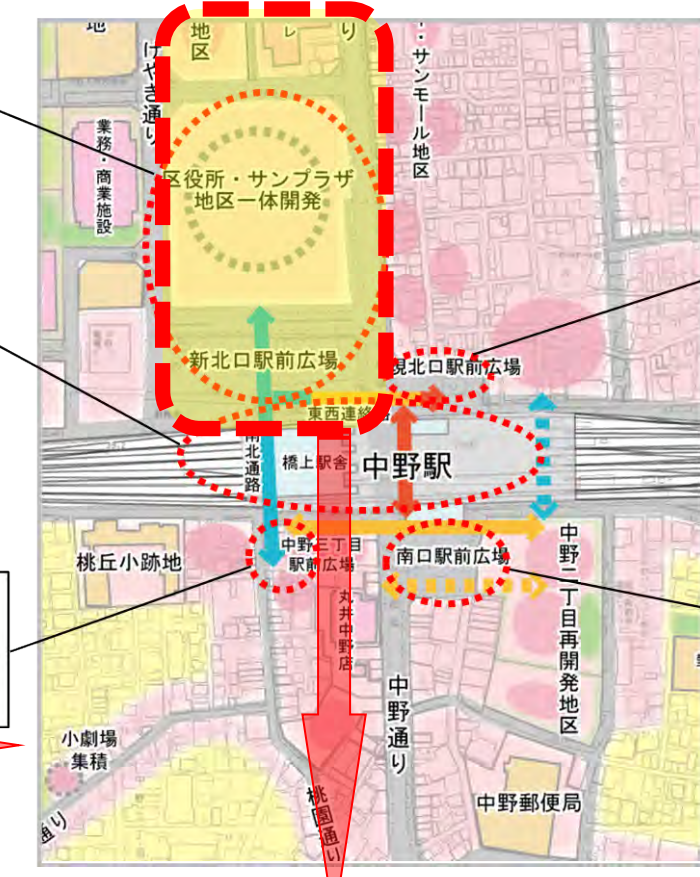 地
地区
レ
り
けやき通り
・サンモール地区
業務・商業施設
区役所・サンプラザ
地区一体開発
新北口駅前広場
現北口駅前広場
東西連絡
南北通路
橋上駅舎
中野駅
中野三丁目
駅前広場
南口駅前広場
桃丘小跡地
丸井中野店
中野二丁目再開発地区
中野通り
小劇場
集積
中野郵便局
桃園通り
通り